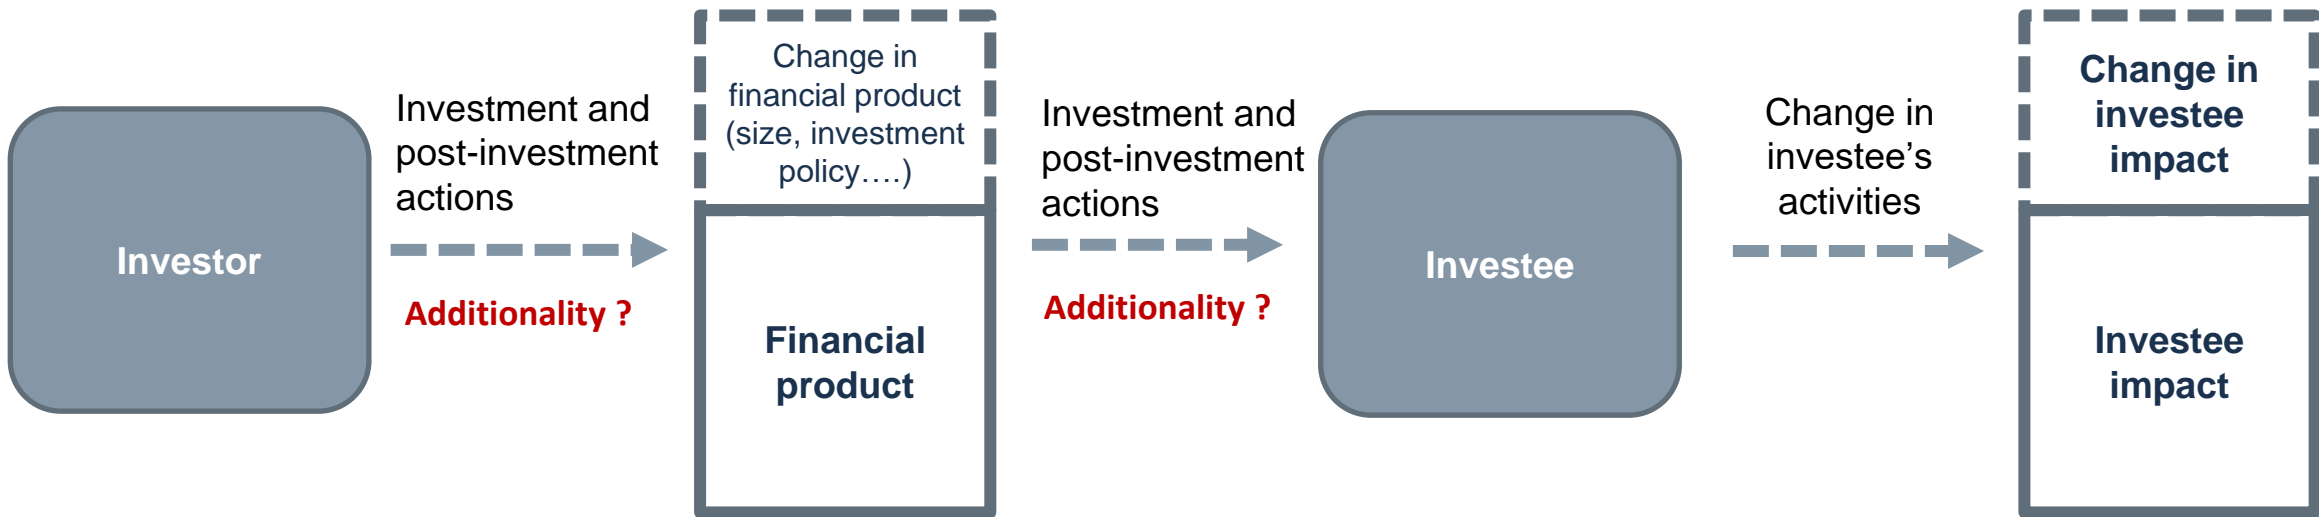 Investor
Investment and
post-investment
actions
Additionality ?
Change in
financial product
(size, investment
policy….)
Financial
product
Investment and
post-investment
actions
Additionality ?
Investee
Change in
investee’s
activities
Change in
investee
impact
Investee
impact